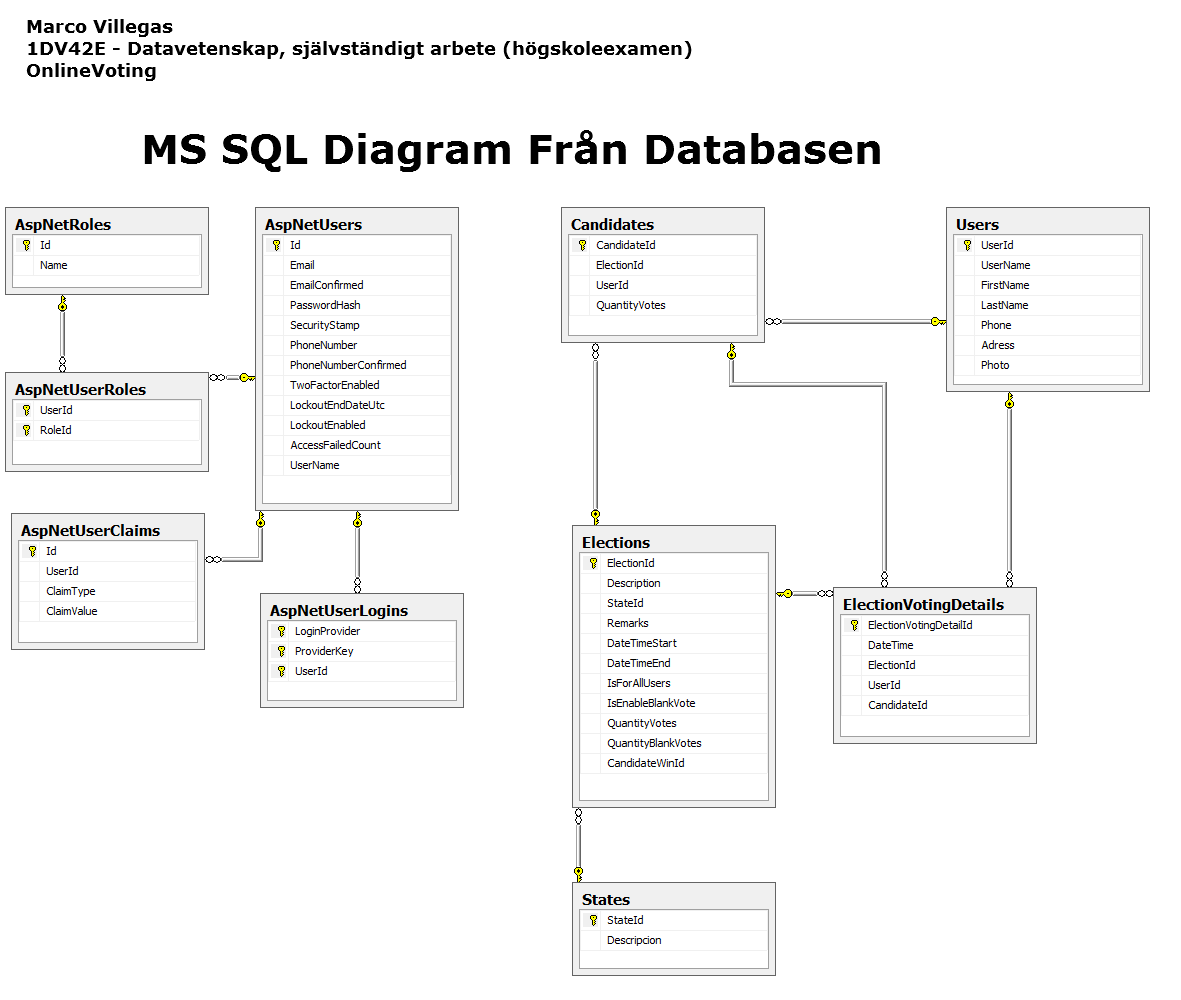 Marco Villegas
1DV42E - Datavetenskap, självständigt arbete (högskoleexamen)
OnlineVoting
MS SQL Diagram Från Databasen
AspNetRoles
Id
Name
AspNetUserRoles
UserId
RoleId
AspNetUserClaims
Id
UserId
ClaimType
ClaimValue
AspNetUsers
Id
Email
EmailConfirmed
PasswordHash
SecurityStamp
PhoneNumber
PhoneNumberConfirmed
TwoFactorEnabled
LockoutEndDateUtc
LockoutEnabled
AccessFailedCount
UserName
AspNetUserLogins
LoginProvider
ProviderKey
UserId
Candidates
CandidateId
ElectionId
UserId
QuantityVotes
Users
UserId
UserName
FirstName
LastName
Phone
Adress
Photo
Elections
ElectionId
Description
StateId
Remarks
DateTimeStart
DateTimeEnd
IsForAllUsers
IsEnableBlankVote
QuantityVotes
QuantityBlankVotes
CandidateWinId
ElectionVotingDetails
ElectionVotingDetailId
DateTime
ElectionId
UserId
CandidateId
States
StateId
Descripcion